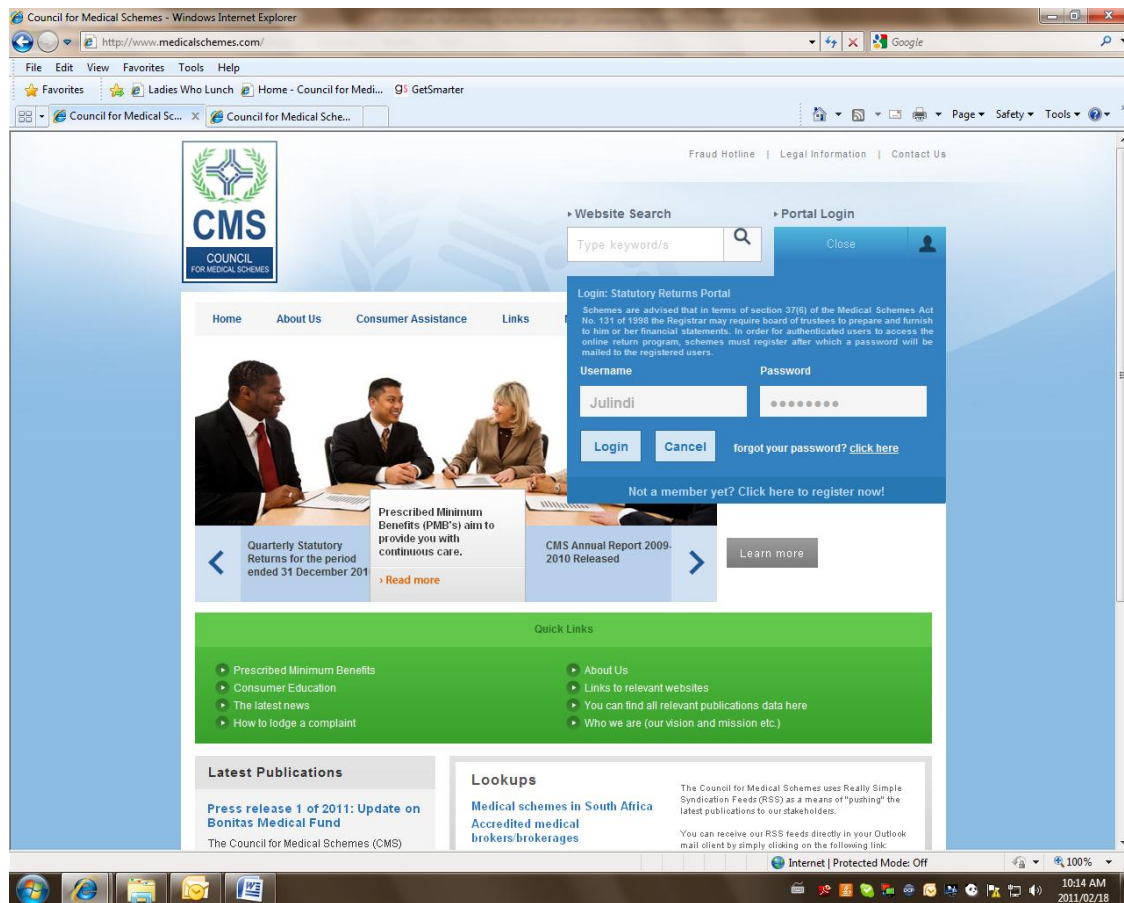 Council for Medical Schemes - Windows Internet Explorer
http://www.medicalschemes.com/
Google
File Edit View Favorites Tools Help
Favorites
Ladies Who Lunch
Home - Council for Medi...
GetSmarter
Council for Medical Sc...
Council for Medical Sche...
Page
Safety
Tools
Fraud Hotline | Legal Information | Contact Us
CMS
COUNCIL
FOR MEDICAL SCHEMES
Website Search
Portal Login
Type keyword/s
Close
Login: Statutory Returns Portal
Schemes are advised that in terms of section 37(6) of the Medical Schemes Act
No. 131 of 1998 the Registrar may require board of trustees to prepare and furnish
to him or her financial statements. In order for authenticated users to access the
online return program, schemes must register after which a password will be
mailed to the registered users.
Home About Us Consumer Assistance Links
Username Password
Julindi ●●●●●●●●
Login Cancel forgot your password? click here
Not a member yet? Click here to register now!
Quarterly Statutory
Returns for the period
ended 31 December 201
Prescribed Minimum
Benefits (PMB's) aim to
provide you with
continuous care.
› Read more
CMS Annual Report 2009-
2010 Released
Learn more
Quick Links
Prescribed Minimum Benefits
Consumer Education
The latest news
How to lodge a complaint
About Us
Links to relevant websites
You can find all relevant publications data here
Who we are (our vision and mission etc.)
Latest Publications
Press release 1 of 2011: Update on
Bonitas Medical Fund
The Council for Medical Schemes (CMS)
Lookups
Medical schemes in South Africa
Accredited medical
brokers/brokerages
The Council for Medical Schemes uses Really Simple
Syndication Feeds (RSS) as a means of "pushing" the
latest publications to our stakeholders.
You can receive our RSS feeds directly in your Outlook
mail client by simply clicking on the following link:
Internet | Protected Mode: Off
100%
10:14 AM
2011/02/18